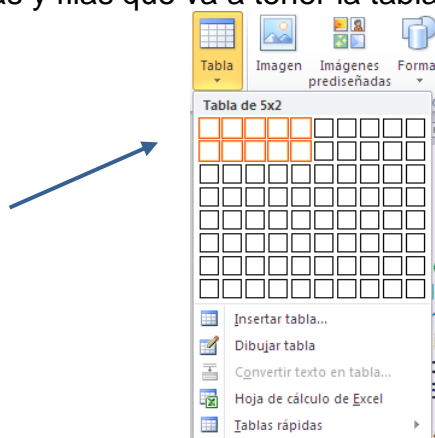 as y filas que va a tener la tabla
Tabla Imagen Imágenes prediseñadas Forma
Tabla de 5x2
Insertar tabla...
Dibujar tabla
Convertir texto en tabla...
Hoja de cálculo de Excel
Tablas rápidas